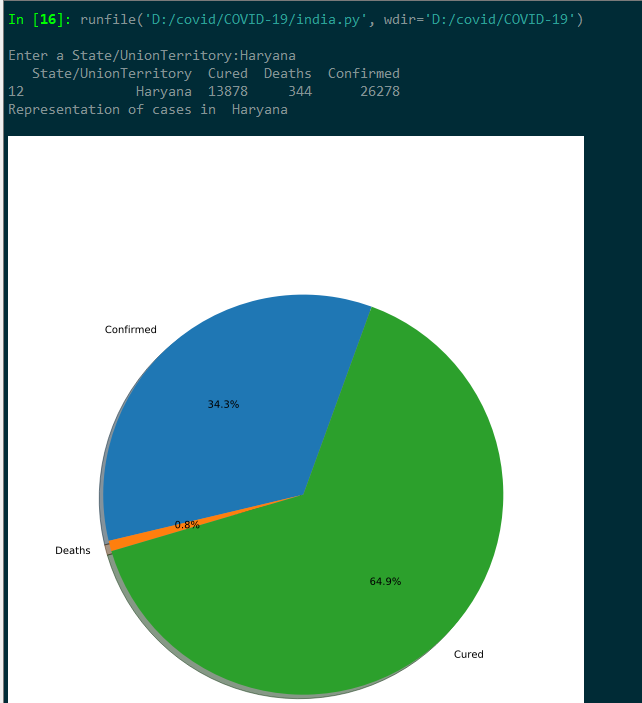 In [16]: runfile('D:/covid/COVID-19/india.py', wdir='D:/covid/COVID-19')
Enter a State/UnionTerritory:Haryana
State/UnionTerritory Cured Deaths Confirmed
12 Haryana 13878 344 26278
Representation of cases in Haryana
Confirmed
34.3%
0.8%
Deaths
64.9%
Cured